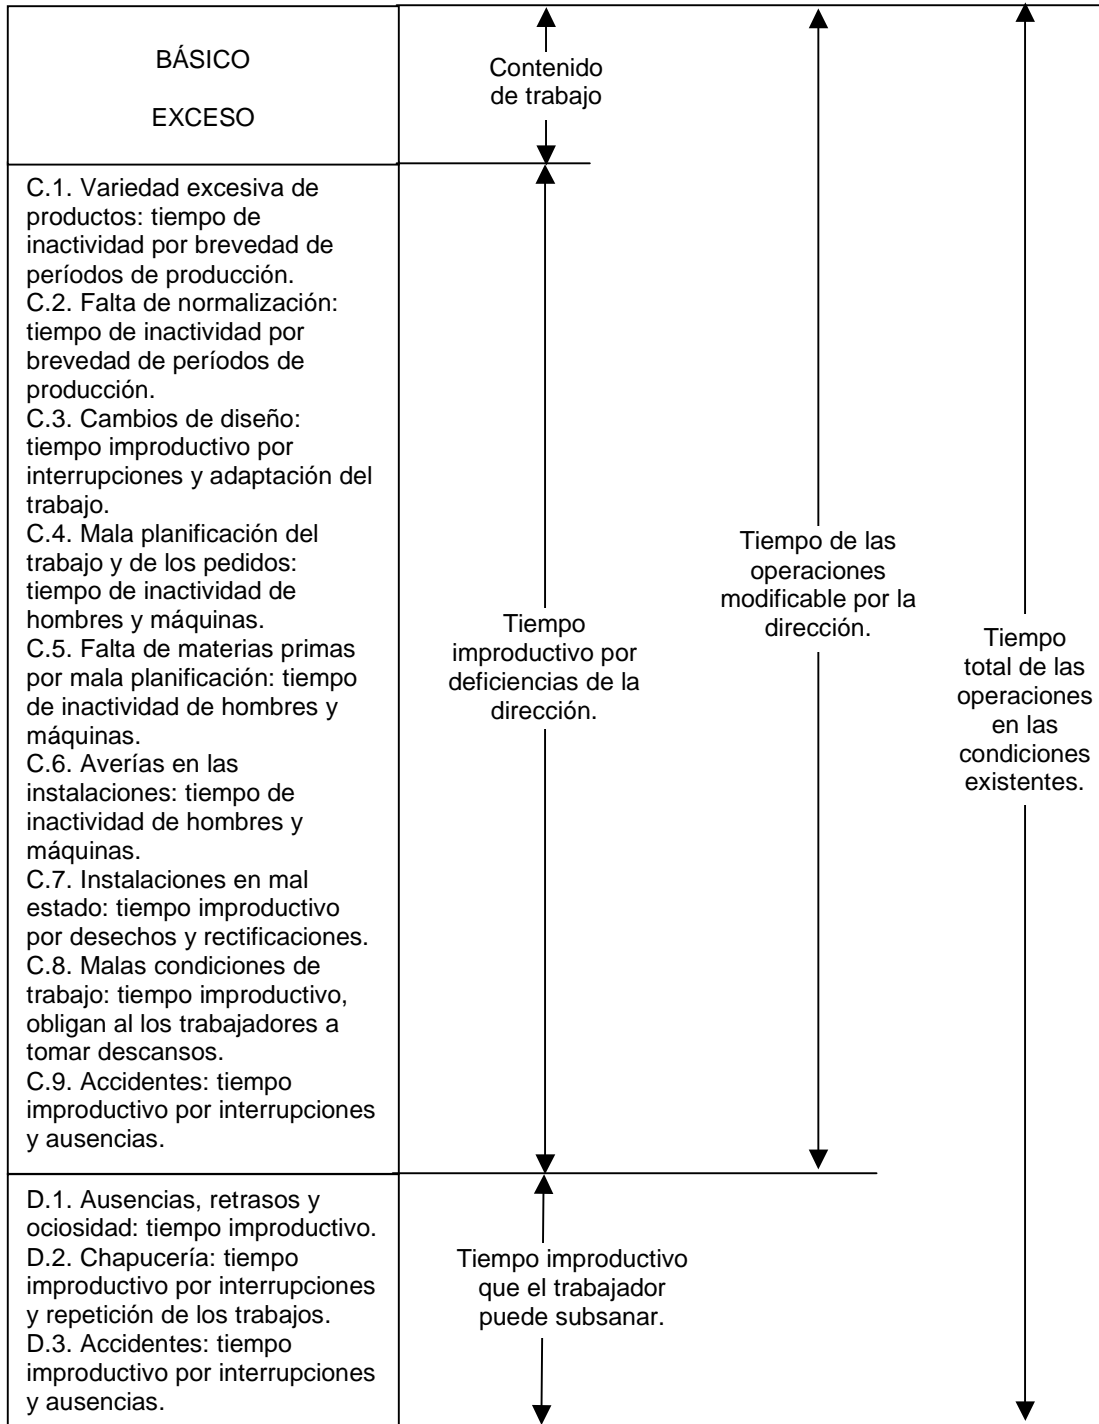 BÁSICO
EXCESO
Contenido
de trabajo
C.1. Variedad excesiva de
productos: tiempo de
inactividad por brevedad de
períodos de producción.
C.2. Falta de normalización:
tiempo de inactividad por
brevedad de períodos de
producción.
C.3. Cambios de diseño:
tiempo improductivo por
interrupciones y adaptación del
trabajo.
C.4. Mala planificación del
trabajo y de los pedidos:
tiempo de inactividad de
hombres y máquinas.
C.5. Falta de materias primas
por mala planificación: tiempo
de inactividad de hombres y
máquinas.
C.6. Averías en las
instalaciones: tiempo de
inactividad de hombres y
máquinas.
C.7. Instalaciones en mal
estado: tiempo improductivo
por desechos y rectificaciones.
C.8. Malas condiciones de
trabajo: tiempo improductivo,
obligan al los trabajadores a
tomar descansos.
C.9. Accidentes: tiempo
improductivo por interrupciones
y ausencias.
Tiempo
improductivo por
deficiencias de la
dirección.
Tiempo de las
operaciones
modificable por la
dirección.
Tiempo
total de las
operaciones
en las
condiciones
existentes.
D.1. Ausencias, retrasos y
ociosidad: tiempo improductivo.
D.2. Chapucería: tiempo
improductivo por interrupciones
y repetición de los trabajos.
D.3. Accidentes: tiempo
improductivo por interrupciones
y ausencias.
Tiempo improductivo
que el trabajador
puede subsanar.